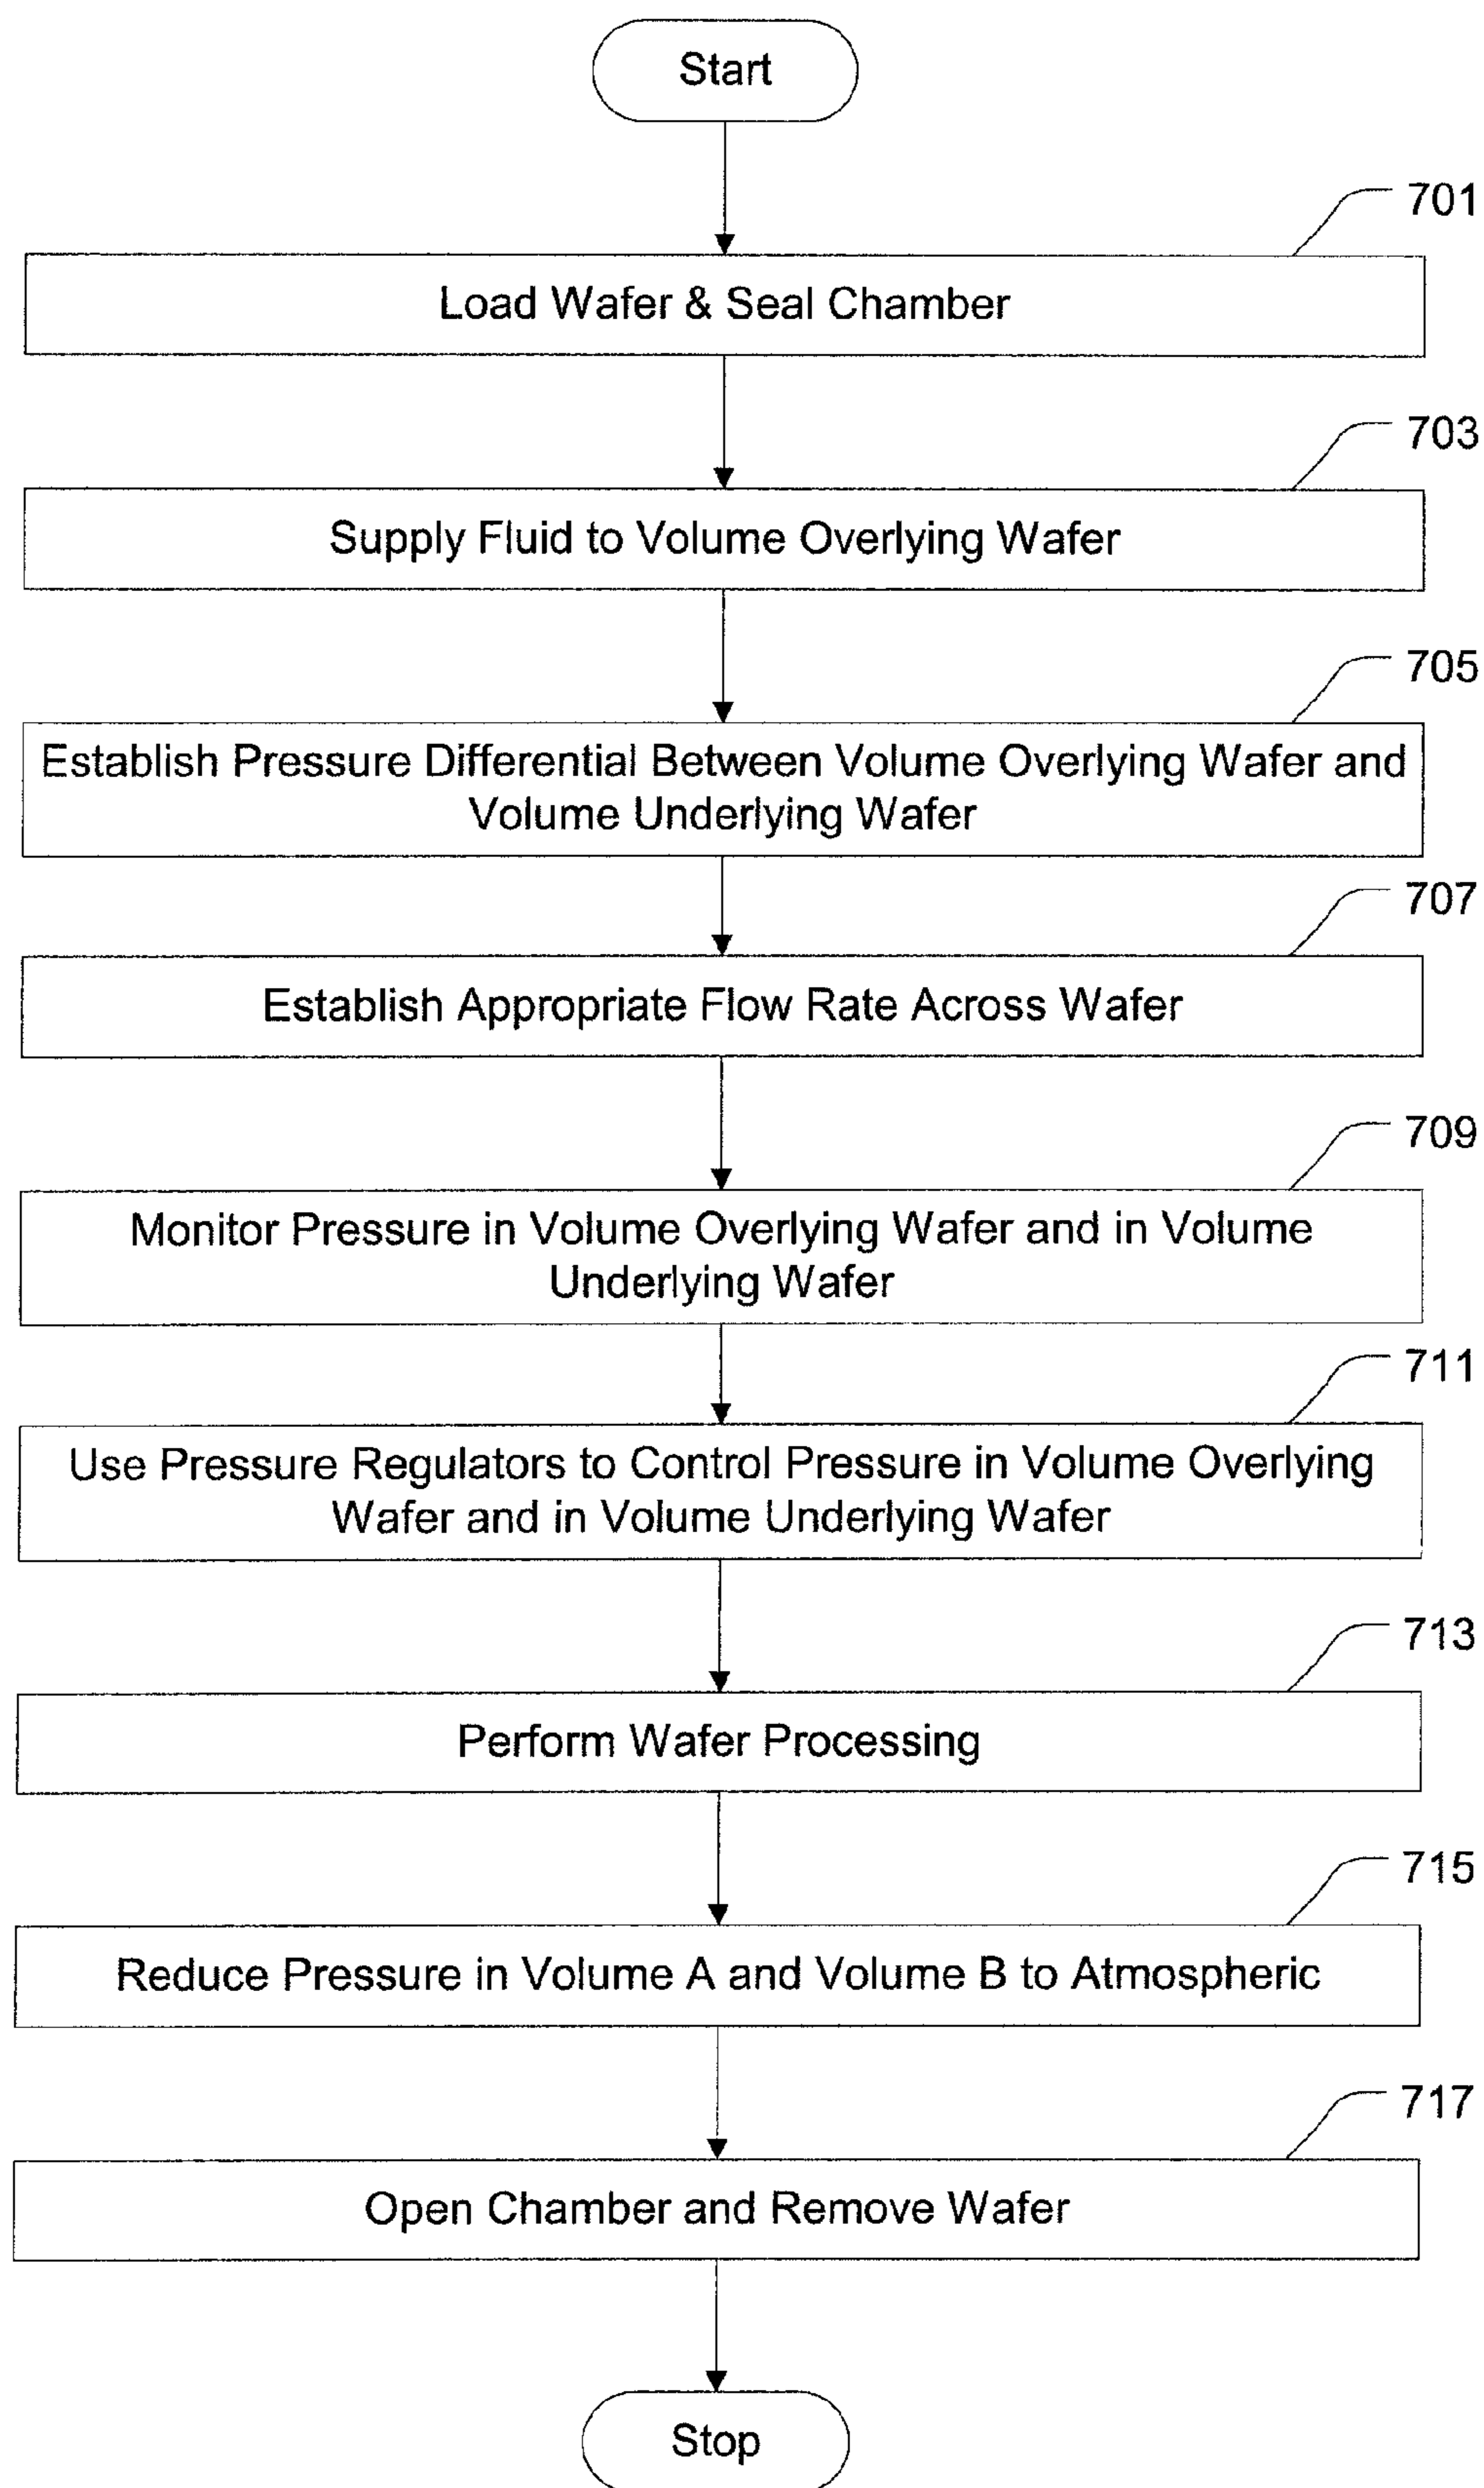 Start
701
Load Wafer & Seal Chamber
703
Supply Fluid to Volume Overlying Wafer
705
Establish Pressure Differential Between Volume Overlying Wafer and
Volume Underlying Wafer
707
Establish Appropriate Flow Rate Across Wafer
709
Monitor Pressure in Volume Overlying Wafer and in Volume
Underlying Wafer
711
Use Pressure Regulators to Control Pressure in Volume Overlying
Wafer and in Volume Underlying Wafer
713
Perform Wafer Processing
715
Reduce Pressure in Volume A and Volume B to Atmospheric
717
Open Chamber and Remove Wafer
Stop